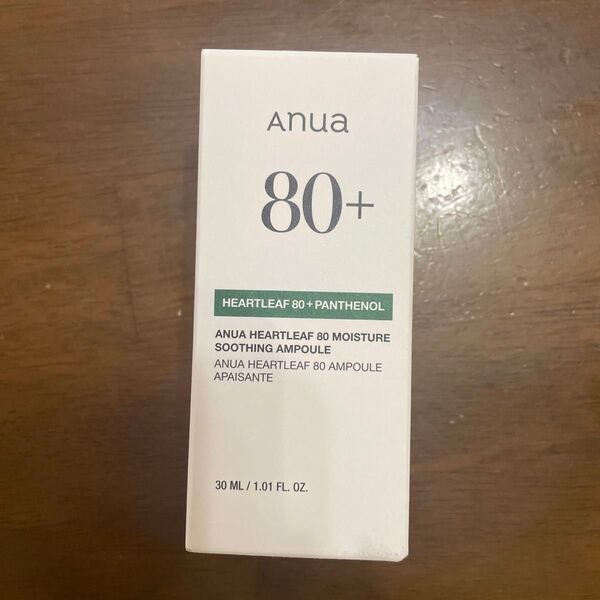 Anua
80+
HEARTLEAF 80+PANTHENOL
ANUA HEARTLEAF 80 MOISTURE
SOOTHING AMPOULE
ANUA HEARTLEAF 80 AMPOULE
APAISANTE
30 ML / 1.01 FL. OZ.